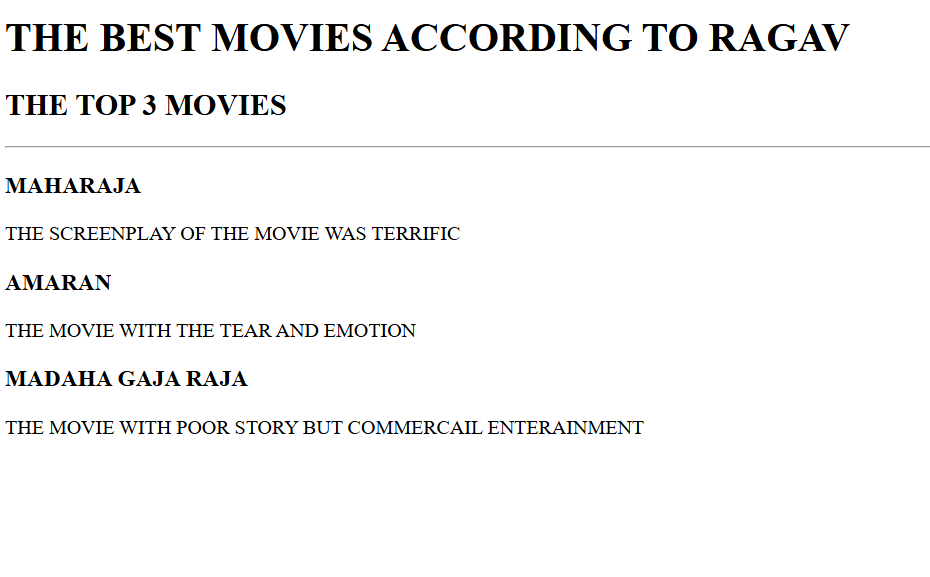 THE BEST MOVIES ACCORDING TO RAGAV
THE TOP 3 MOVIES
MAHARAJA
THE SCREENPLAY OF THE MOVIE WAS TERRIFIC
AMARAN
THE MOVIE WITH THE TEAR AND EMOTION
MADAHA GAJA RAJA
THE MOVIE WITH POOR STORY BUT COMMERCAIL ENTERAINMENT